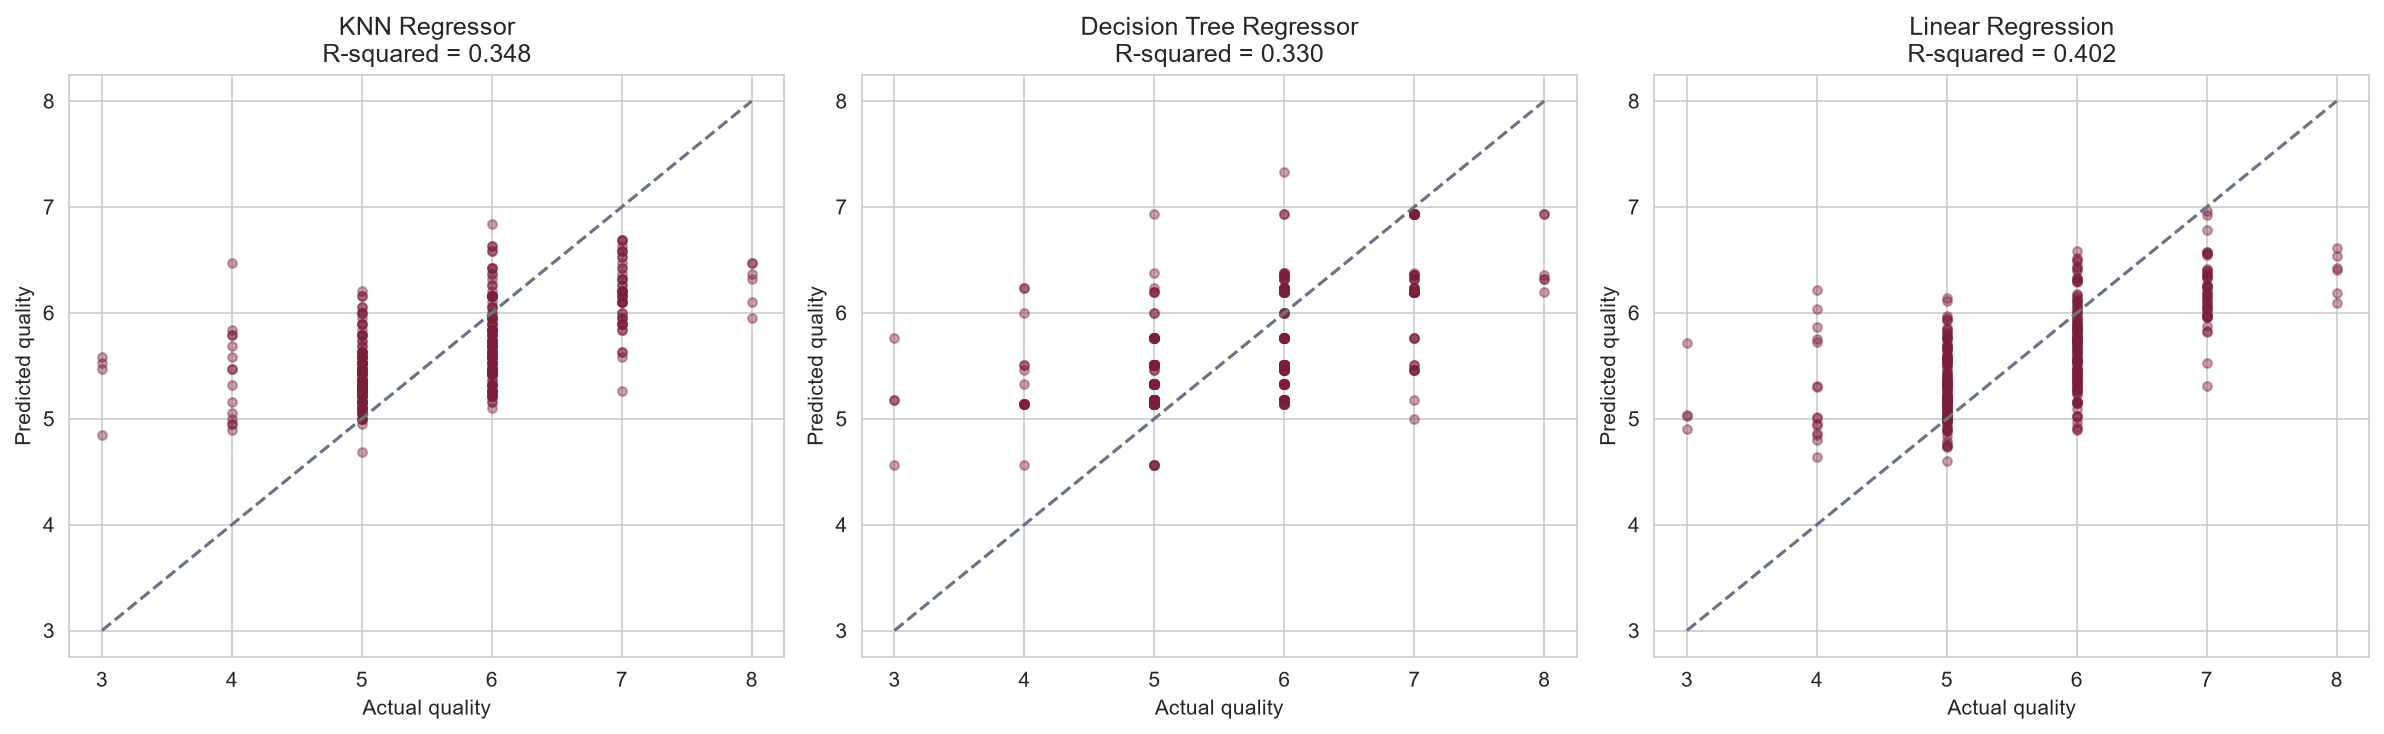 KNN Regressor
R-squared = 0.348
8
7
6
5
4
3
Predicted quality
3 4 5 6 7 8
Actual quality
Decision Tree Regressor
R-squared = 0.330
8
7
6
5
4
3
Predicted quality
3 4 5 6 7 8
Actual quality
Linear Regression
R-squared = 0.402
8
7
6
5
4
3
Predicted quality
3 4 5 6 7 8
Actual quality